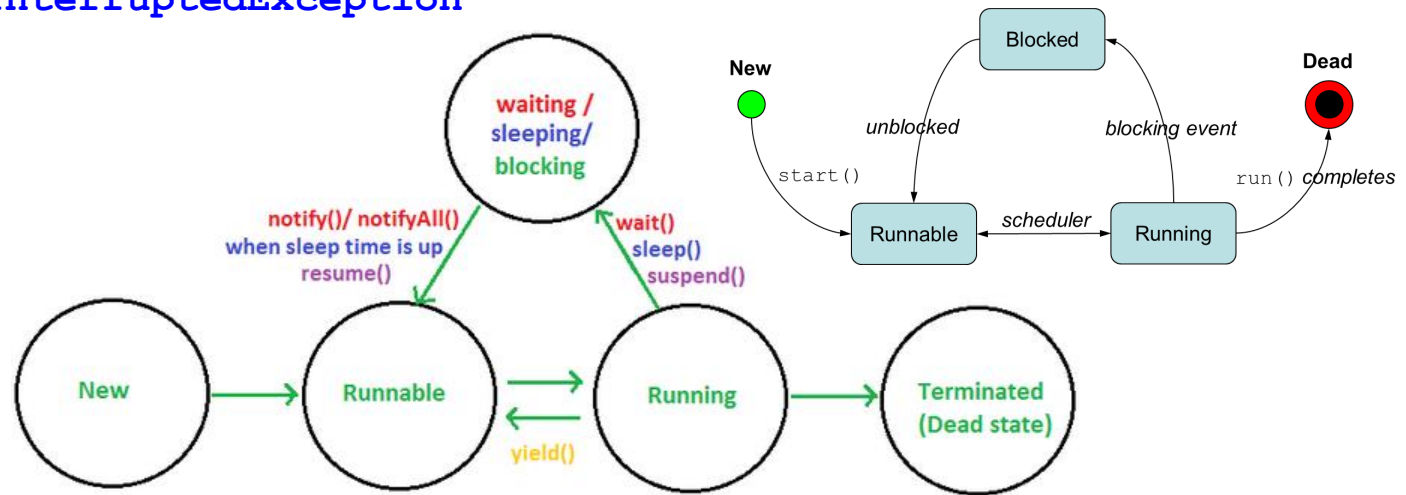 InterruptedException
Blocked
New
Dead
unblocked
blocking event
start()
run() completes
Runnable
scheduler
Running
waiting /
sleeping/
blocking
notify()/ notifyAll()
when sleep time is up
resume()
wait()
sleep()
suspend()
New
Runnable
Running
Terminated
(Dead state)
yield()